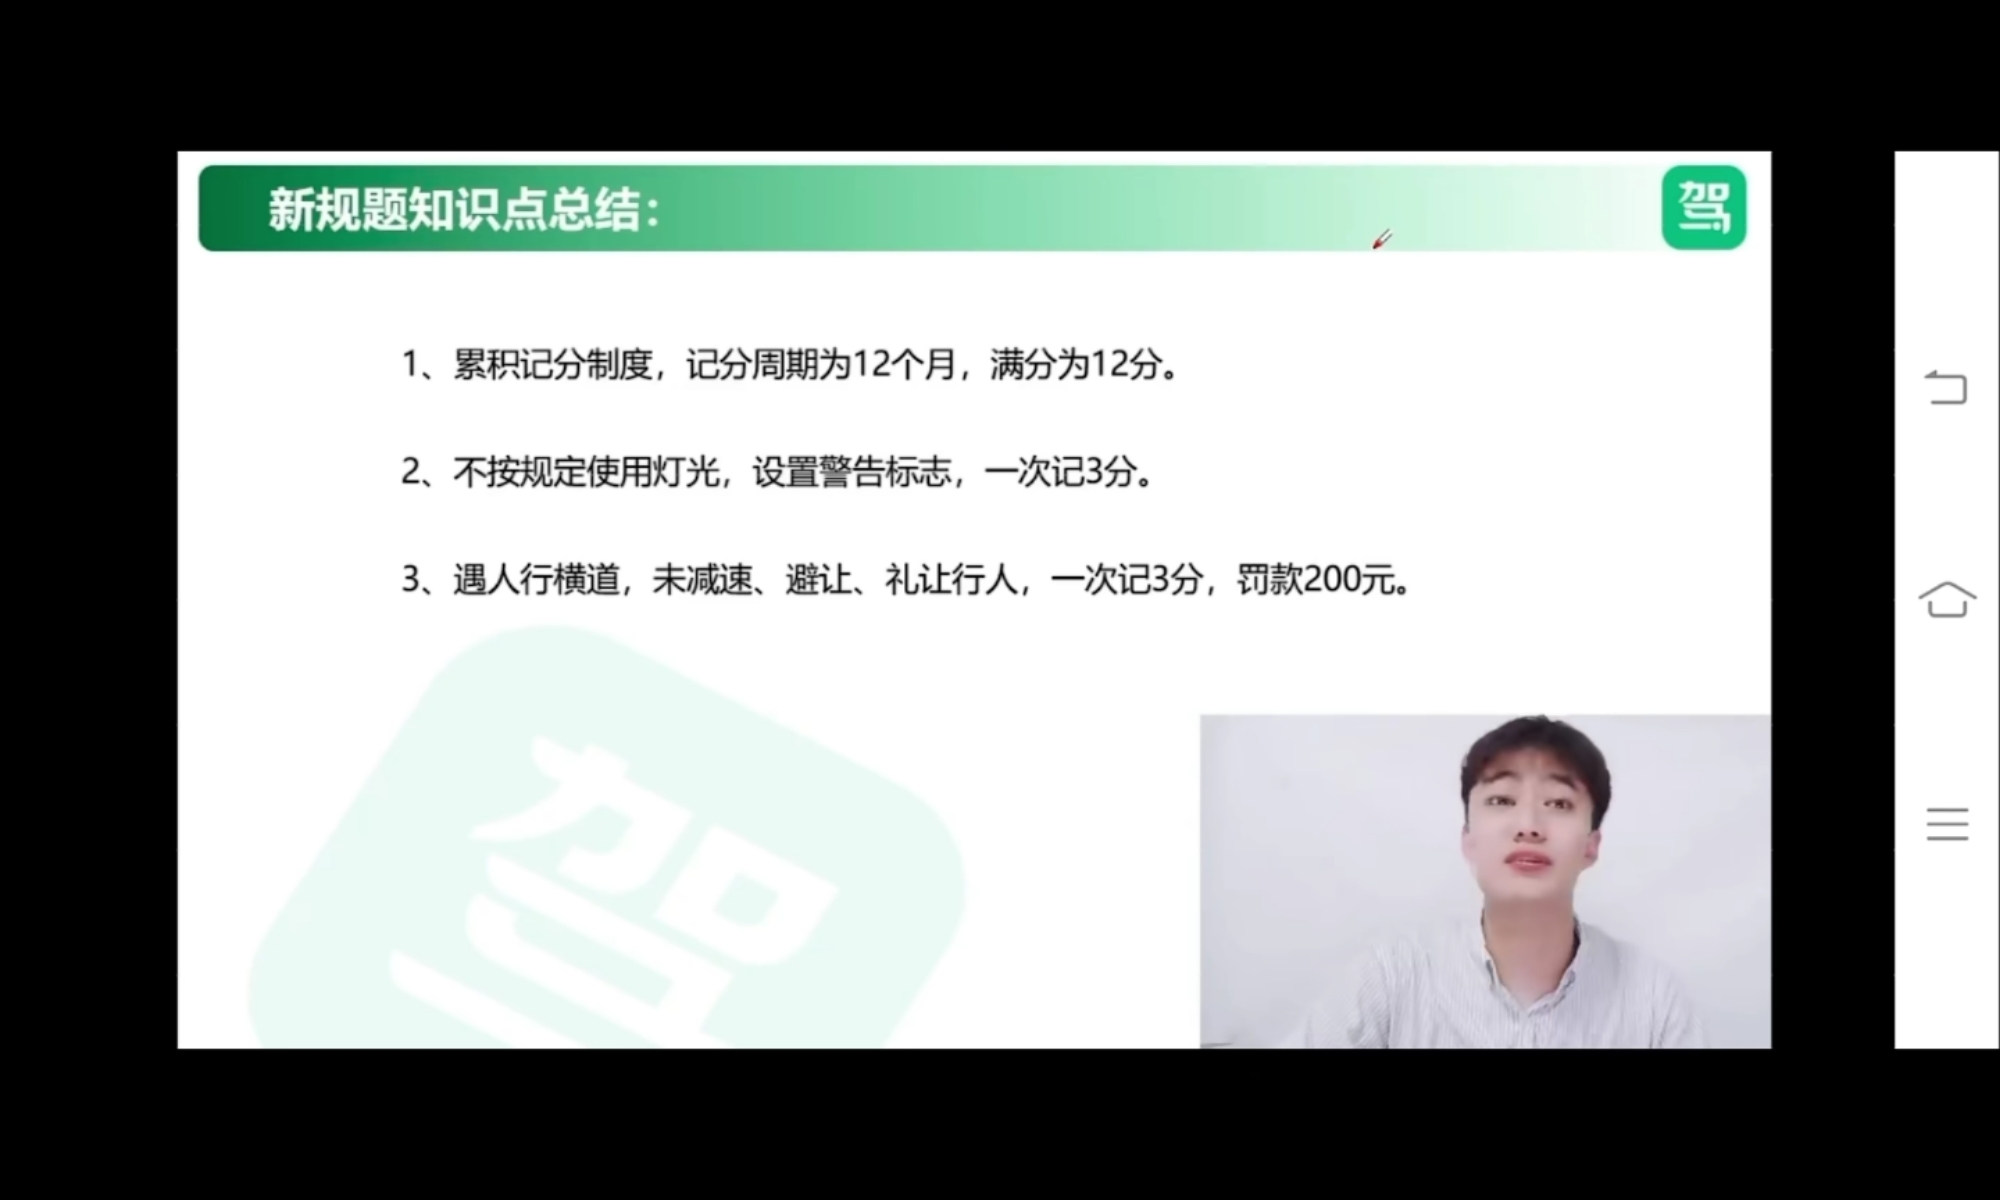 新规题知识点总结：
驾
1、累积记分制度，记分周期为12个月，满分为12分。
2、不按规定使用灯光，设置警告标志，一次记3分。
3、遇人行横道，未减速、避让、礼让行人，一次记3分，罚款200元。
驾